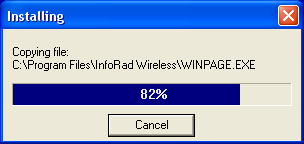 Installing
Copying file:
C:\Program Files\InfoRad Wireless\WINPAGE.EXE
82%
Cancel